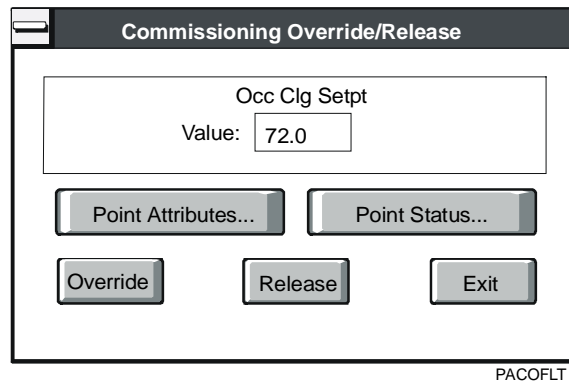 Commissioning Override/Release
Occ Clg Setpt
Value: 72.0
Point Attributes... Point Status...
Override Release Exit
PACOFLT